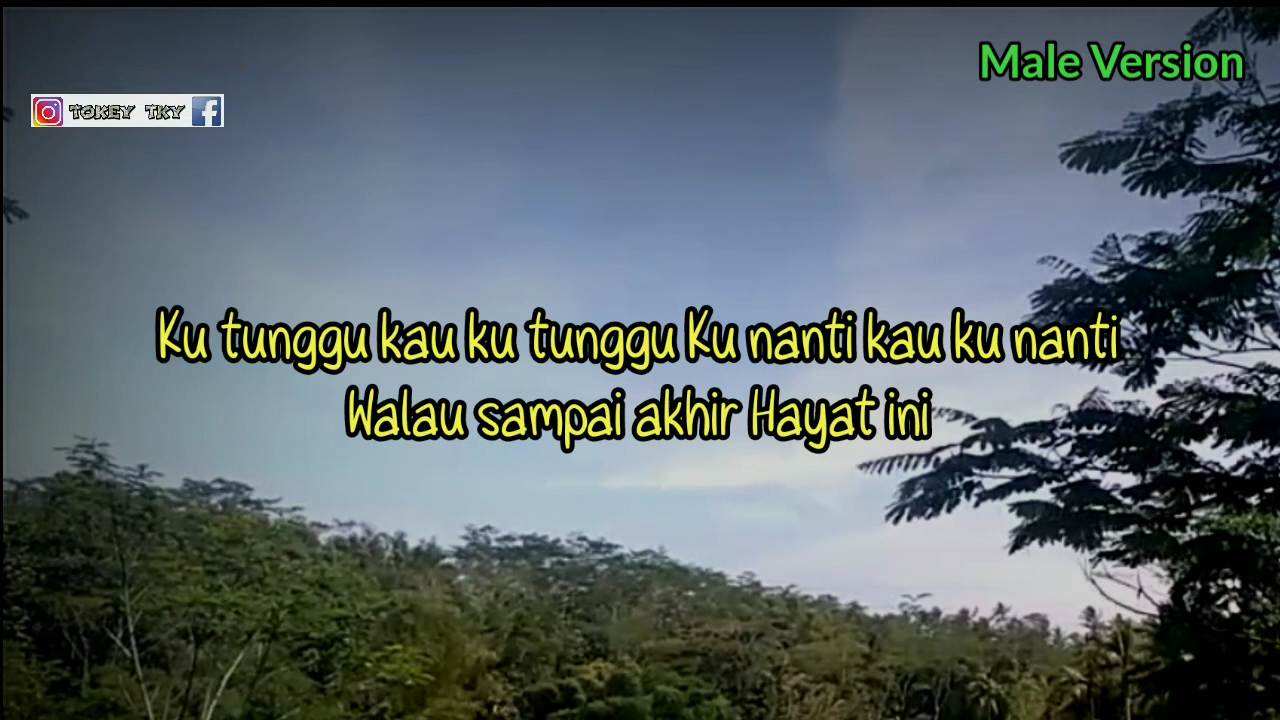 Male Version
TOKEY TKY
Ku tunggu kau ku tunggu Ku nanti kau ku nanti
Walau sampai akhir Hayat ini